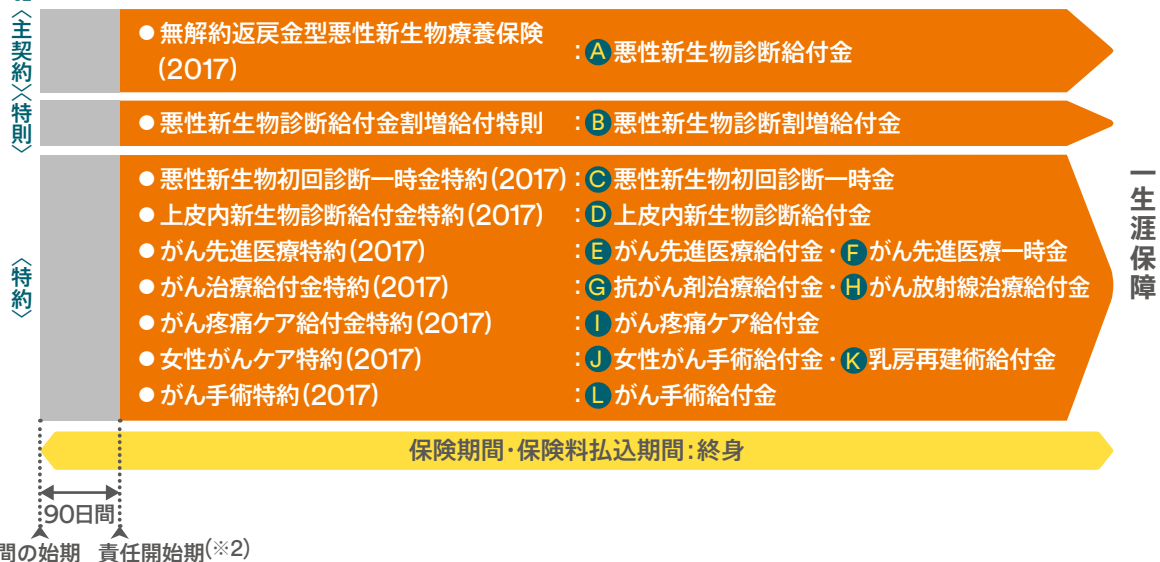 〈主契約〉
● 無解約返戻金型悪性新生物療養保険
(2017)
:A 悪性新生物診断給付金
〈特則〉
● 悪性新生物診断給付金割増給付特則 :B 悪性新生物診断割増給付金
〈特約〉
● 悪性新生物初回診断一時金特約(2017):C 悪性新生物初回診断一時金
● 上皮内新生物診断給付金特約(2017) :D 上皮内新生物診断給付金
● がん先進医療特約(2017) :E がん先進医療給付金・F がん先進医療一時金
● がん治療給付金特約(2017) :G 抗がん剤治療給付金・H がん放射線治療給付金
● がん疼痛ケア給付金特約(2017) :I がん疼痛ケア給付金
● 女性がんケア特約(2017) :J 女性がん手術給付金・K 乳房再建術給付金
● がん手術特約(2017) :L がん手術給付金
一生涯保障
保険期間・保険料払込期間:終身
90日間
間の始期 責任開始期(※2)